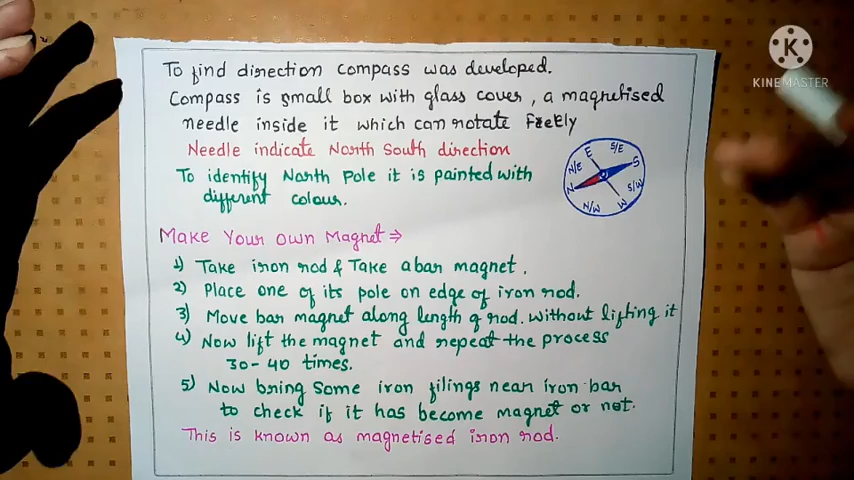 To find direction compass was developed.
Compass is small box with glass cover, a magnetised
needle inside it which can rotate freely
Needle indicate North South direction
To identify North Pole it is painted with
different colour.
E
S/E
N/E
S
N
S/W
N/W
W
Make Your own Magnet ⇒
1) Take iron rod & Take a bar magnet.
2) Place one of its pole on edge of iron rod.
3) Move bar magnet along length of rod. without lifting it
4) Now lift the magnet and repeat the process
30-40 times.
5) Now bring some iron filings near iron bar
to check if it has become magnet or not.
This is known as magnetised iron rod.
K
KINEMASTER